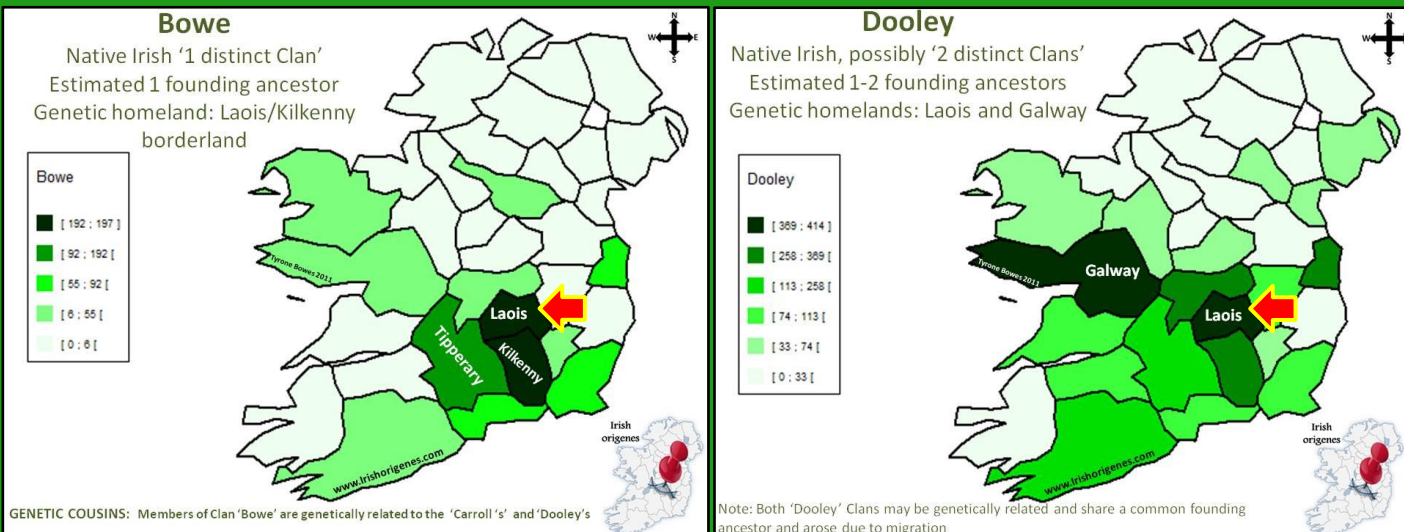 Bowe
Native Irish ‘1 distinct Clan’
Estimated 1 founding ancestor
Genetic homeland: Laois/Kilkenny
borderland
N
W E
S
Bowe
[ 192 ; 197 ]
[ 92 ; 192 [
[ 55 ; 92 [
[ 6 ; 55 [
[ 0 ; 6 [
Tyrone Bowes 2011
Laois
Tipperary
Kilkenny
www.Irishorigenes.com
Irish
origenes
GENETIC COUSINS: Members of Clan ‘Bowe’ are genetically related to the ‘Carroll ‘s’ and ‘Dooley’s
Dooley
Native Irish, possibly ‘2 distinct Clans’
Estimated 1-2 founding ancestors
Genetic homelands: Laois and Galway
N
W E
S
Dooley
[ 369 ; 414 ]
[ 258 ; 369 [
[ 113 ; 258 [
[ 74 ; 113 [
[ 33 ; 74 [
[ 0 ; 33 [
Tyrone Bowes 2011
Galway
Laois
www.Irishorigenes.com
Irish
origenes
Note: Both ‘Dooley’ Clans may be genetically related and share a common founding
ancestor and arose due to migration